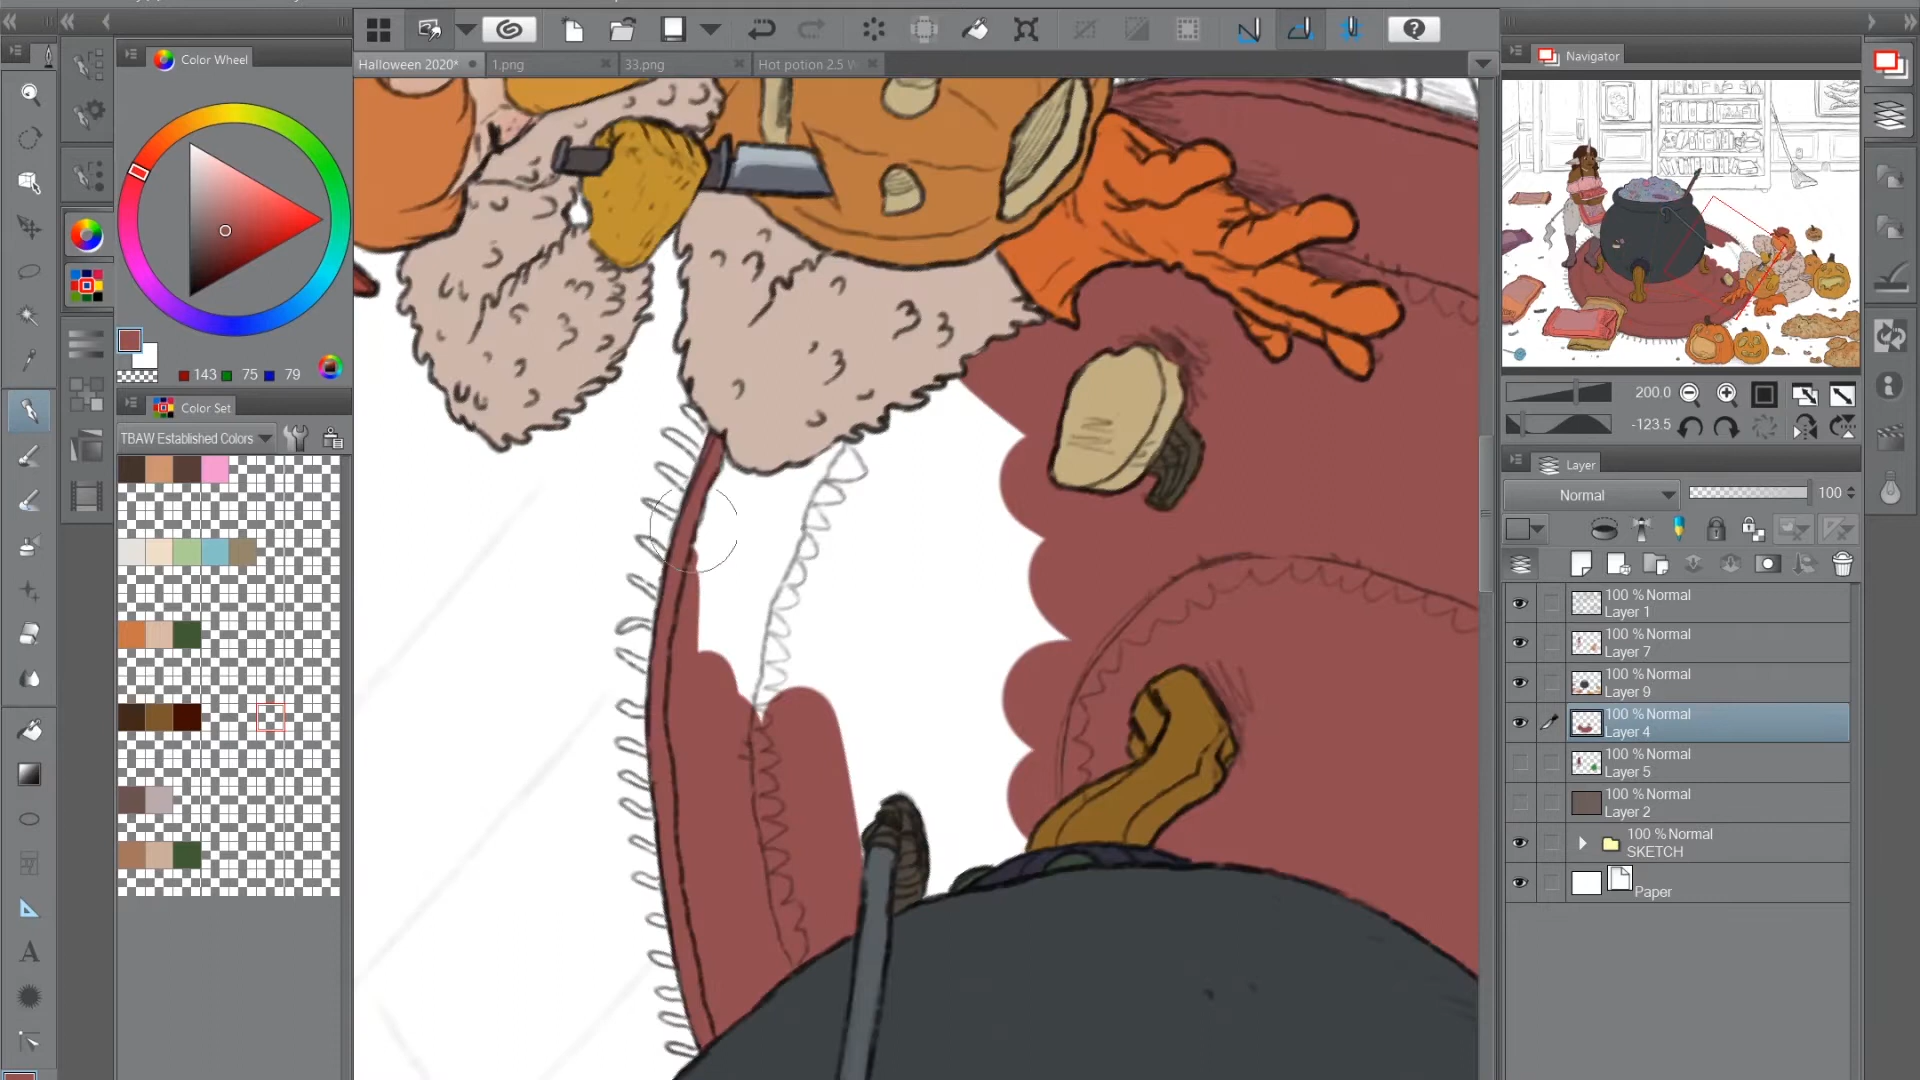 Color Wheel
143 75 79
Color Set
TBAW Established Colors
Halloween 2020*
1.png
33.png
Hot potion 2.5
Navigator
200.0
-123.5
Layer
Normal
100
100 % Normal
Layer 1
100 % Normal
Layer 7
100 % Normal
Layer 9
100 % Normal
Layer 4
100 % Normal
Layer 5
100 % Normal
Layer 2
100 % Normal
SKETCH
Paper
A